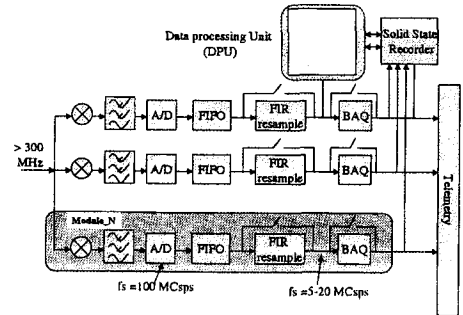 Data processing Unit
(DPU)
Solid State
Recorder
A/D
FIFO
FIR
resample
BAQ
> 300
MHz
A/D
FIFO
FIR
resample
BAQ
Telemetry
Module_N
A/D
FIFO
FIR
resample
BAQ
fs =100 MCsps
fs =5-20 MCsps